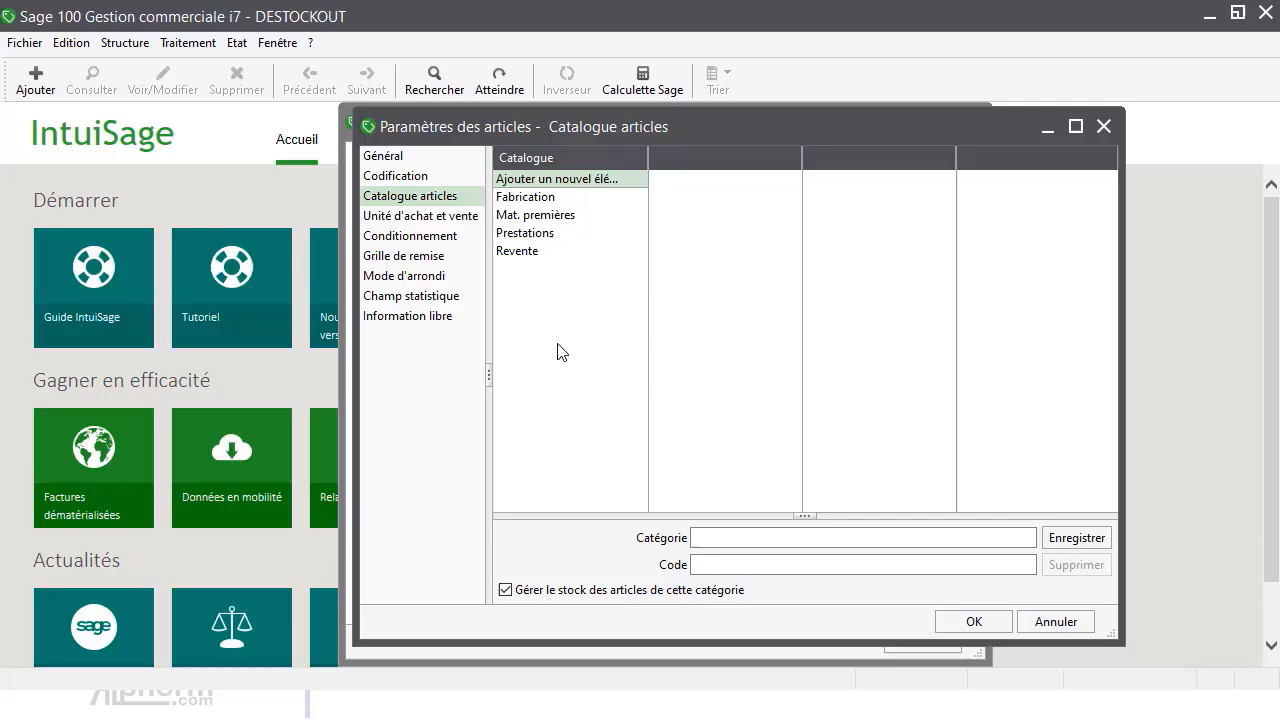 Sage 100 Gestion commerciale i7 - DESTOCKOUT
Fichier Edition Structure Traitement Etat Fenêtre ?
Ajouter Consulter Voir/Modifier Supprimer Précédent Suivant Rechercher Atteindre Inverseur Calculette Sage Trier
IntuiSage
Accueil
Démarrer
Guide IntuiSage
Tutoriel
Gagner en efficacité
Factures
dématérialisées
Données en mobilité
Actualités
sage
Paramètres des articles - Catalogue articles
Général
Codification
Catalogue articles
Unité d'achat et vente
Conditionnement
Grille de remise
Mode d'arrondi
Champ statistique
Information libre
Catalogue
Ajouter un nouvel élé...
Fabrication
Mat. premières
Prestations
Revente
Catégorie
Enregistrer
Code
Supprimer
Gérer le stock des articles de cette catégorie
OK
Annuler
.com